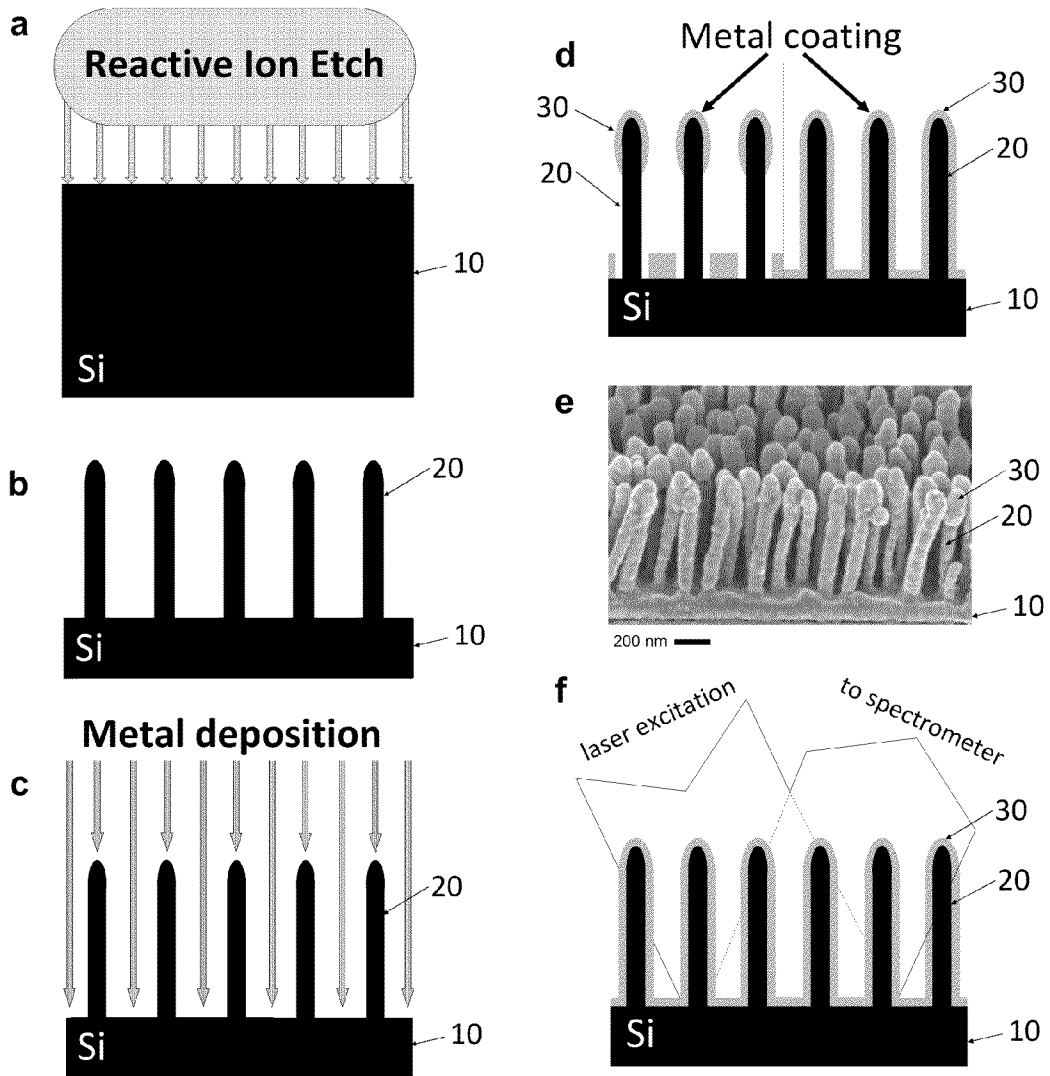 a
Reactive Ion Etch
10
Si
b
20
10
Si
Metal deposition
c
20
10
Si
d
Metal coating
30
20
30
20
10
Si
e
30
20
10
200 nm
f
laser excitation
to spectrometer
30
20
10
Si